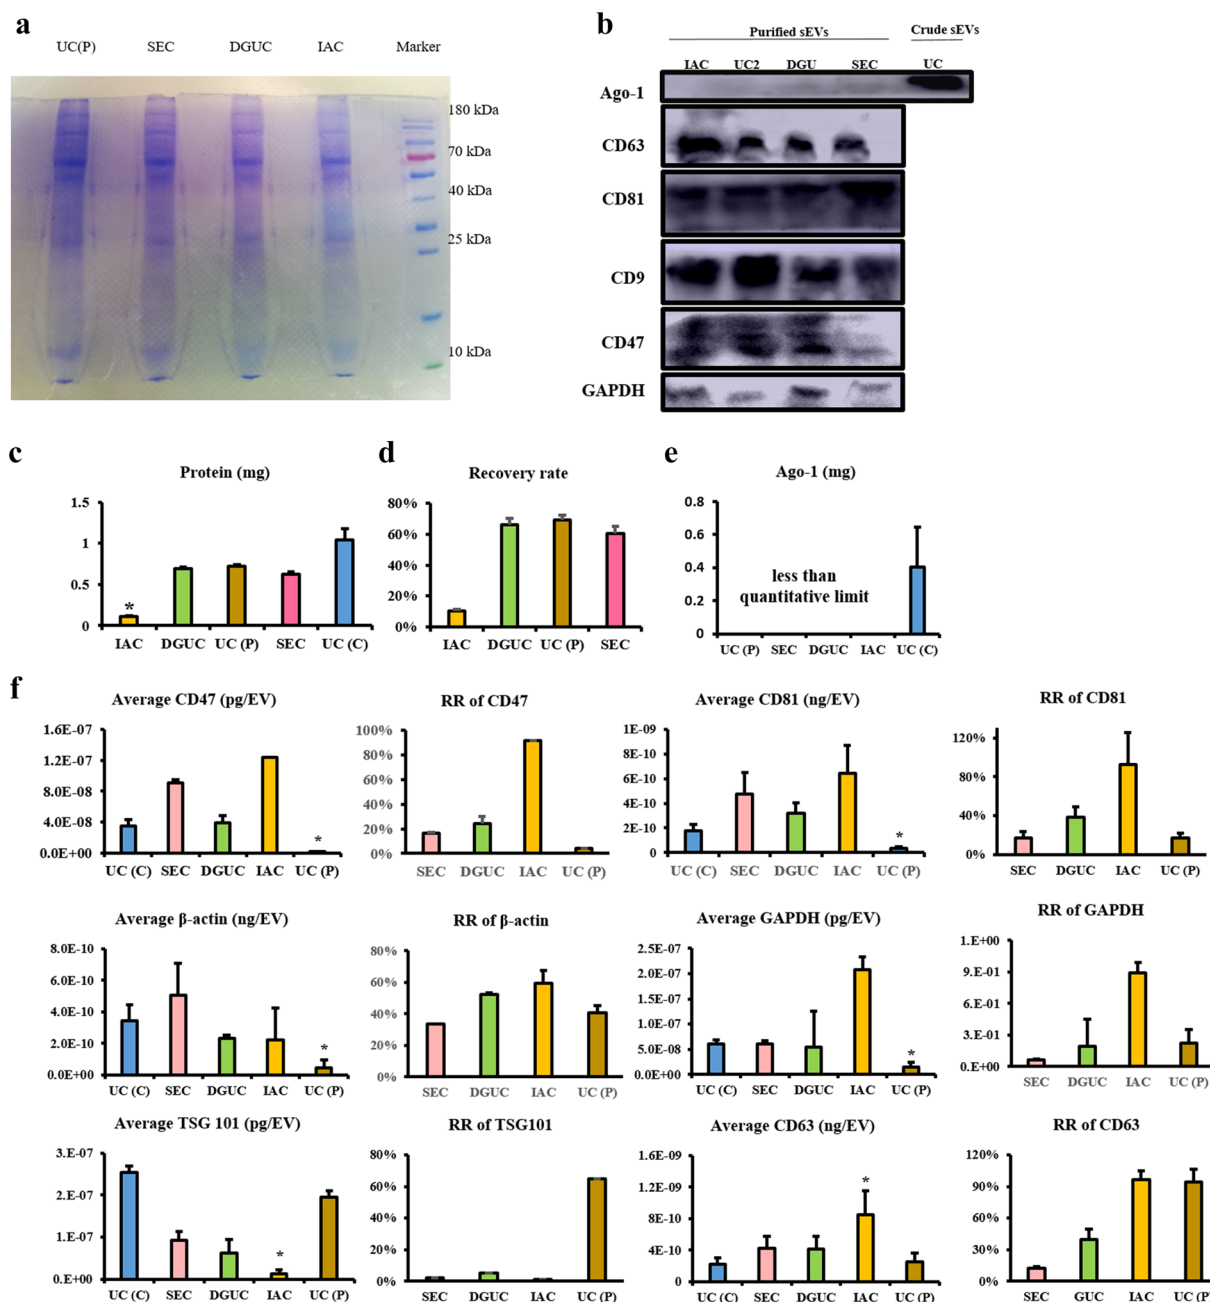 a
UC(P) SEC DGUC IAC Marker
180 kDa
70 kDa
40 kDa
25 kDa
10 kDa
b
Purified sEVs Crude sEVs
IAC UC2 DGU SEC UC
Ago-1
CD63
CD81
CD9
CD47
GAPDH
c
Protein (mg)
1.5
1
0.5
0
*
IAC DGUC UC (P) SEC UC (C)
d
Recovery rate
80%
60%
40%
20%
0%
IAC DGUC UC (P) SEC
e
Ago-1 (mg)
0.8
0.6
0.4
0.2
0
less than
quantitative limit
UC (P) SEC DGUC IAC UC (C)
f
Average CD47 (pg/EV)
1.6E-07
1.2E-07
8.0E-08
4.0E-08
0.0E+00
*
UC (C) SEC DGUC IAC UC (P)
RR of CD47
100%
80%
60%
40%
20%
0%
SEC DGUC IAC UC (P)
Average CD81 (ng/EV)
1E-09
8E-10
6E-10
4E-10
2E-10
0
*
UC (C) SEC DGUC IAC UC (P)
RR of CD81
120%
80%
40%
0%
SEC DGUC IAC UC (P)
Average β-actin (ng/EV)
8.0E-10
6.0E-10
4.0E-10
2.0E-10
0.0E+00
*
UC (C) SEC DGUC IAC UC (P)
RR of β-actin
80%
60%
40%
20%
0%
SEC DGUC IAC UC (P)
Average GAPDH (pg/EV)
2.5E-07
2.0E-07
1.5E-07
1.0E-07
5.0E-08
0.0E+00
*
UC (C) SEC DGUC IAC UC (P)
RR of GAPDH
1.E+00
9.E-01
6.E-01
3.E-01
0.E+00
SEC DGUC IAC UC (P)
Average TSG 101 (pg/EV)
3.E-07
2.E-07
1.E-07
0.E+00
*
UC (C) SEC DGUC IAC UC (P)
RR of TSG101
80%
60%
40%
20%
0%
SEC DGUC IAC UC (P)
Average CD63 (ng/EV)
1.6E-09
1.2E-09
8E-10
4E-10
0
*
UC (C) SEC DGUC IAC UC (P)
RR of CD63
120%
90%
60%
30%
0%
SEC GUC IAC UC (P)